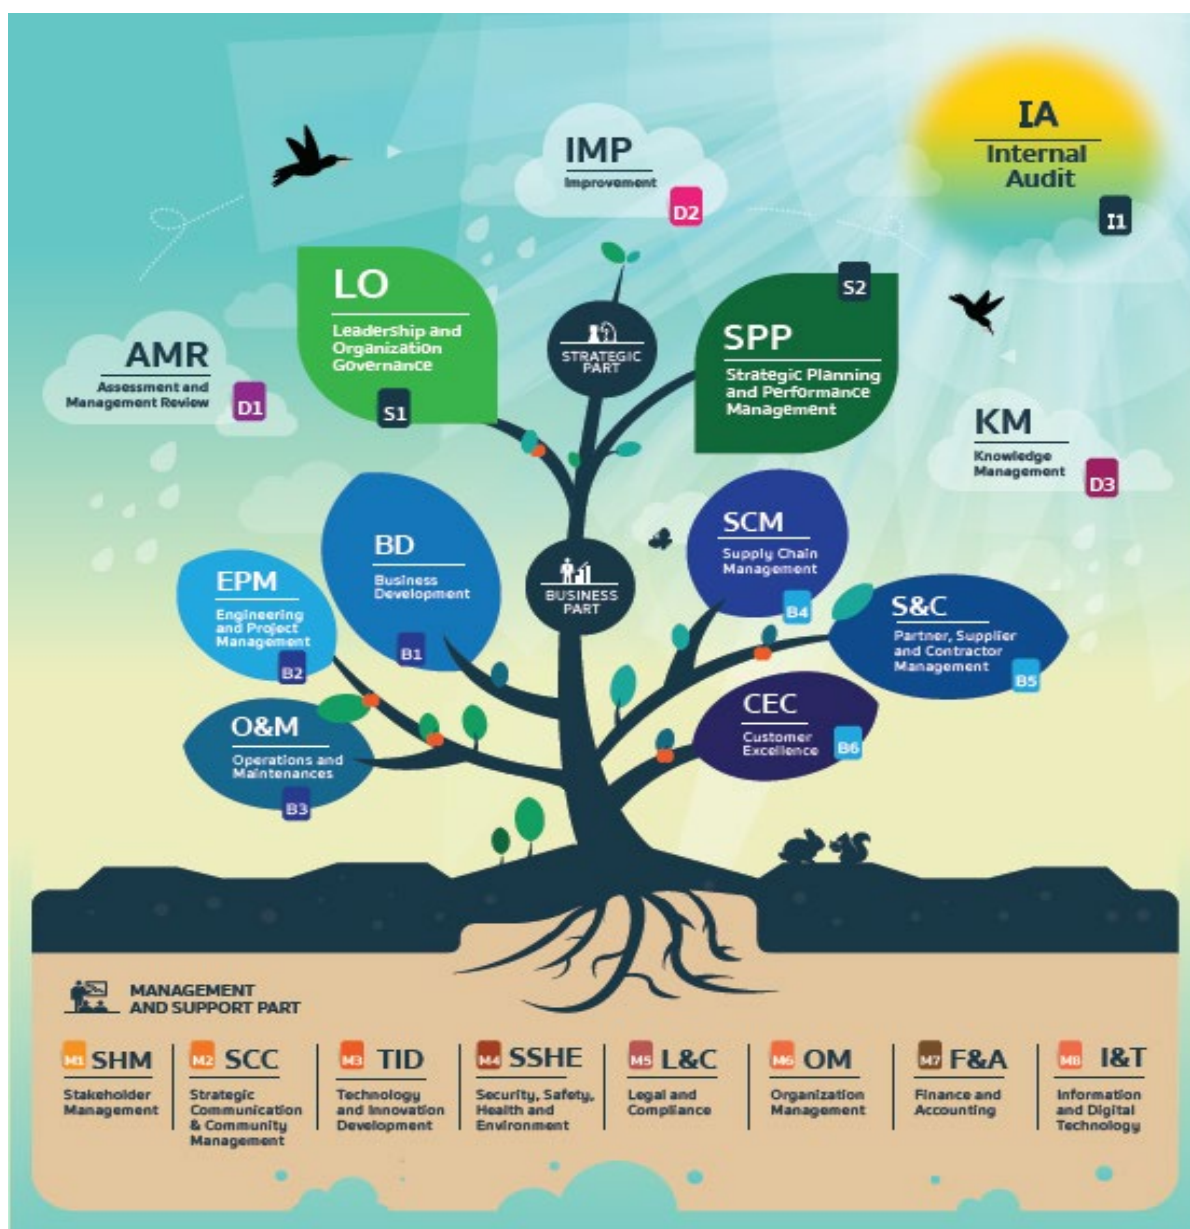 IA
Internal
Audit
I1
IMP
Improvement
D2
LO
Leadership and
Organization
Governance
S1
STRATEGIC
PART
S2
SPP
Strategic Planning
and Performance
Management
AMR
Assessment and
Management Review
D1
KM
Knowledge
Management
D3
BD
Business
Development
B1
BUSINESS
PART
SCM
Supply Chain
Management
B4
EPM
Engineering
and Project
Management
B2
S&C
Partner, Supplier
and Contractor
Management
B5
O&M
Operations and
Maintenances
B3
CEC
Customer
Excellence
B6
MANAGEMENT
AND SUPPORT PART
M1 SHM
Stakeholder
Management
M2 SCC
Strategic
Communication
& Community
Management
M3 TID
Technology
and Innovation
Development
M4 SSHE
Security, Safety,
Health and
Environment
M5 L&C
Legal and
Compliance
M6 OM
Organization
Management
M7 F&A
Finance and
Accounting
M8 I&T
Information
and Digital
Technology